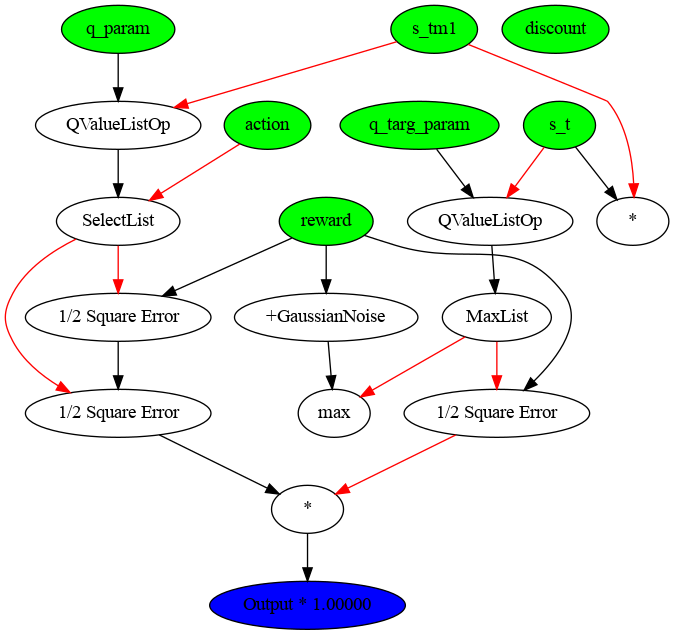 q_param
s_tm1
discount
QValueListOp
action
q_targ_param
s_t
SelectList
reward
QValueListOp
*
1/2 Square Error
+GaussianNoise
MaxList
1/2 Square Error
max
1/2 Square Error
*
Output * 1.00000